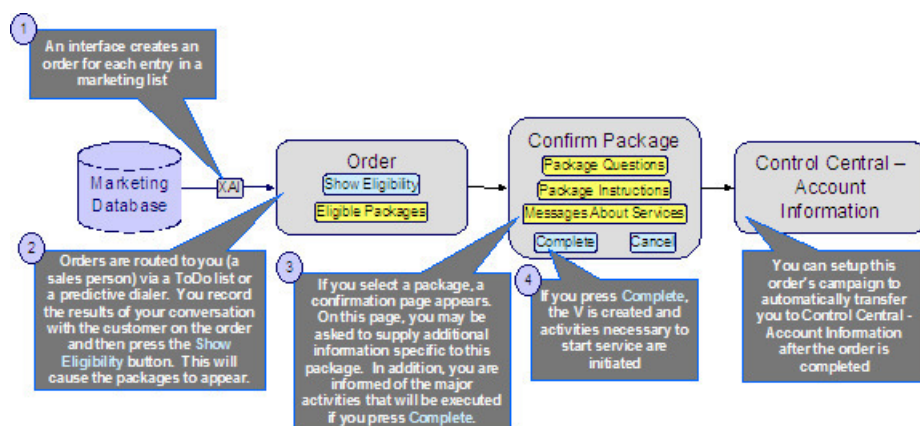 1
An interface creates an
order for each entry in a
marketing list
Marketing
Database
XAI
Order
Show Eligibility
Eligible Packages
Confirm Package
Package Questions
Package Instructions
Messages About Services
Complete
Cancel
Control Central –
Account
Information
2
Orders are routed to you (a
sales person) via a ToDo list or
a predictive dialer. You record
the results of your conversation
with the customer on the order
and then press the Show
Eligibility button. This will
cause the packages to appear.
3
If you select a package, a
confirmation page appears.
On this page, you may be
asked to supply additional
information specific to this
package. In addition, you are
informed of the major
activities that will be executed
if you press Complete.
4
If you press Complete,
the V is created and
activities necessary to
start service are
initiated
You can setup this
order's campaign to
automatically transfer
you to Control Central -
Account Information
after the order is
completed